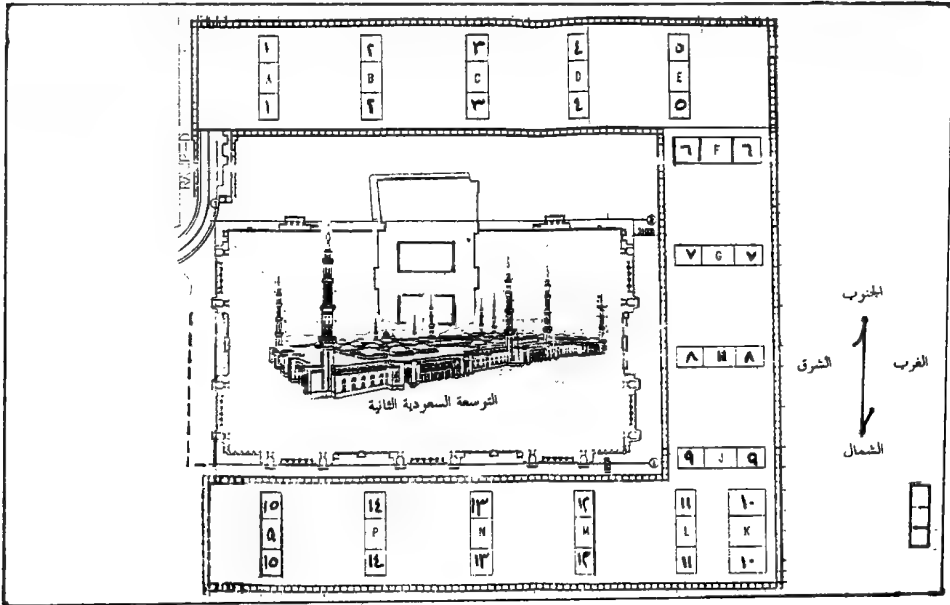 ١ ٢ ٣ ٤ ٥
A B C D E
١ ٢ ٣ ٤ ٥
٦ F ٦
٧ G ٧
الجنوب
٨ H ٨
الشرق الغرب
التوسعة السعودية الثانية
الشمال
٩ J ٩
١٥ ١٤ ١٣ ١٢ ١١ ١٠
Q P N M L K
١٥ ١٤ ١٣ ١٢ ١١ ١٠